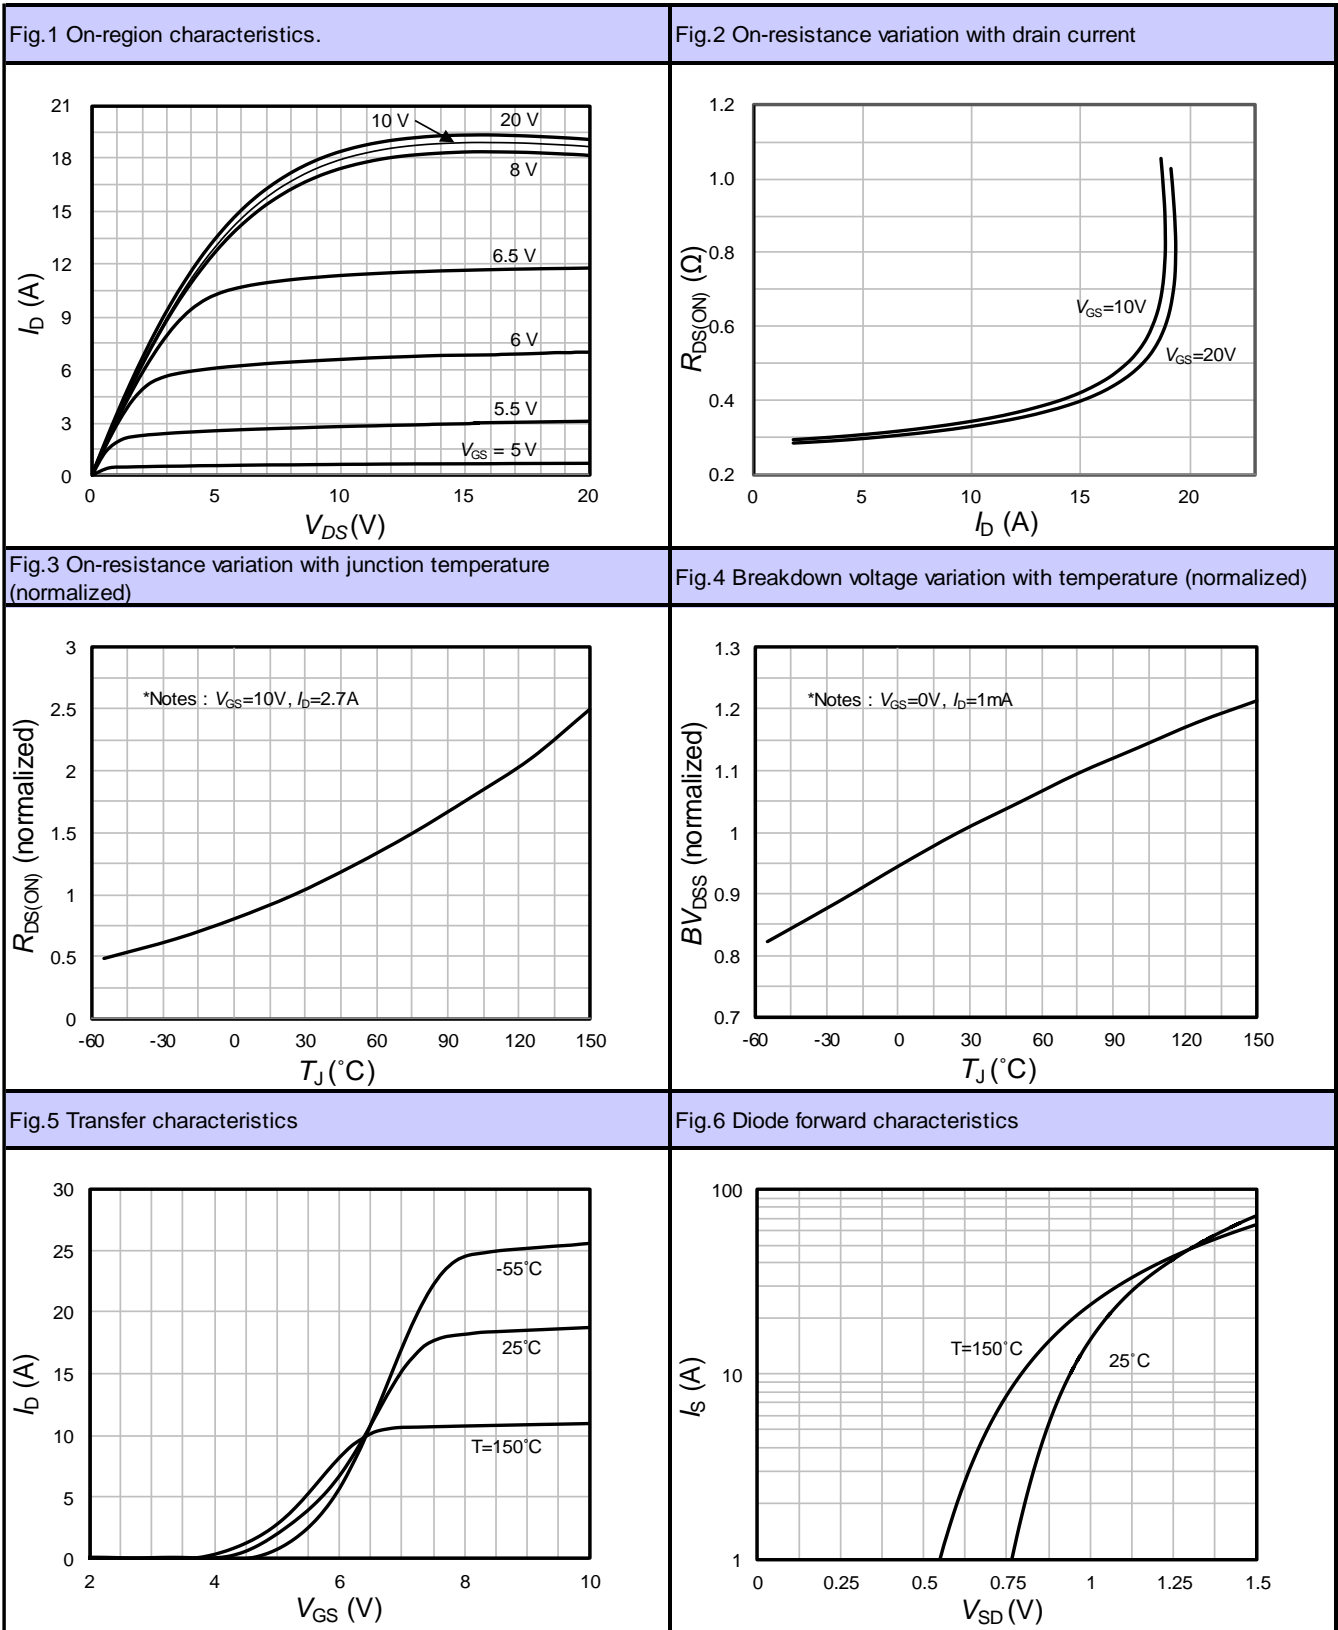 Fig.1 On-region characteristics.
21
18
15
12
9
6
3
0
I_D (A)
10 V
20 V
8 V
6.5 V
6 V
5.5 V
V_GS = 5 V
0 5 10 15 20
V_DS (V)
Fig.2 On-resistance variation with drain current
1.2
1.0
0.8
0.6
0.4
0.2
R_DS(ON) (Ω)
V_GS=10V
V_GS=20V
0 5 10 15 20
I_D (A)
Fig.3 On-resistance variation with junction temperature
(normalized)
3
2.5
2
1.5
1
0.5
0
R_DS(ON) (normalized)
*Notes : V_GS=10V, I_D=2.7A
-60 -30 0 30 60 90 120 150
T_J (˚C)
Fig.4 Breakdown voltage variation with temperature (normalized)
1.3
1.2
1.1
1
0.9
0.8
0.7
BV_DSS (normalized)
*Notes : V_GS=0V, I_D=1mA
-60 -30 0 30 60 90 120 150
T_J (˚C)
Fig.5 Transfer characteristics
30
25
20
15
10
5
0
I_D (A)
-55˚C
25˚C
T=150˚C
2 4 6 8 10
V_GS (V)
Fig.6 Diode forward characteristics
100
10
1
I_S (A)
T=150˚C
25˚C
0 0.25 0.5 0.75 1 1.25 1.5
V_SD (V)